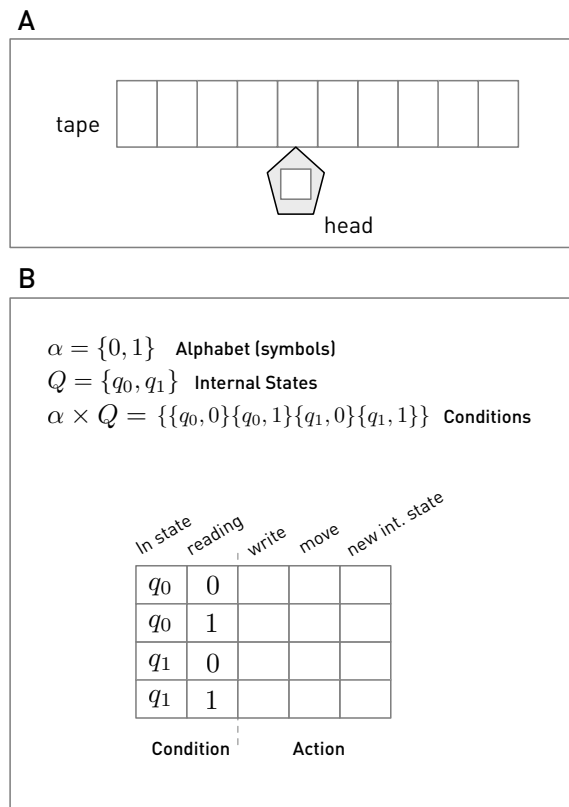 A
tape
head
B
α = {0, 1} Alphabet (symbols)
Q = {q₀, q₁} Internal States
α × Q = {{q₀, 0}{q₀, 1}{q₁, 0}{q₁, 1}} Conditions
In state reading write move new int. state
q₀ 0
q₀ 1
q₁ 0
q₁ 1
Condition Action